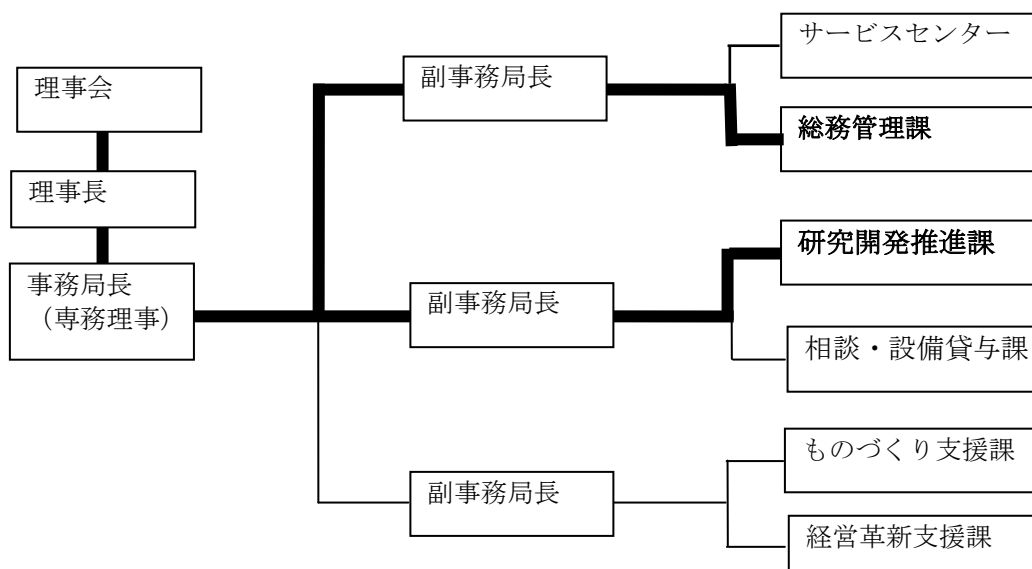 理事会
理事長
事務局長
（専務理事）
副事務局長
サービスセンター
総務管理課
副事務局長
研究開発推進課
相談・設備貸与課
副事務局長
ものづくり支援課
経営革新支援課